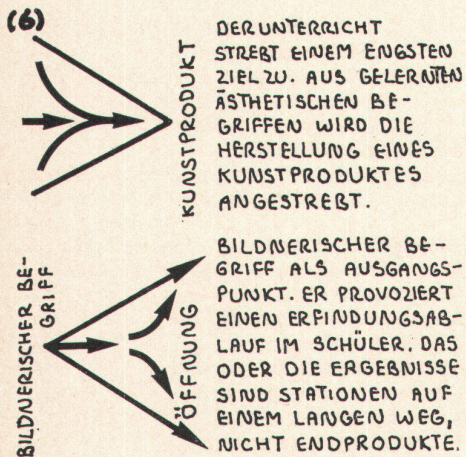 (6)
KUNSTPRODUKT
DER UNTERRICHT
STREBT EINEM ENGSTEN
ZIEL ZU. AUS GELERNTEN
ÄSTHETISCHEN BE-
GRIFFEN WIRD DIE
HERSTELLUNG EINES
KUNSTPRODUKTES
ANGESTREBT.
BILDNERISCHER BE-
GRIFF
ÖFFNUNG
BILDNERISCHER BE-
GRIFF ALS AUSGANGS-
PUNKT. ER PROVOZIERT
EINEN ERFINDUNGSAB-
LAUF IM SCHÜLER. DAS
ODER DIE ERGEBNISSE
SIND STATIONEN AUF
EINEM LANGEN WEG,
NICHT ENDPRODUKTE.